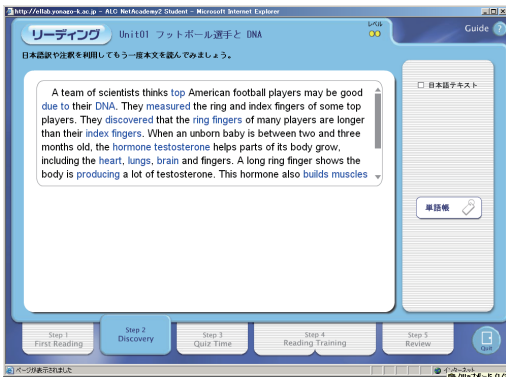 http://ellab.yonago-k.ac.jp - ALC NetAcademy2 Student - Microsoft Internet Explorer
リーディング Unit01 フットボール選手と DNA
レベル
Guide ?
日本語訳や注釈を利用してもう一度本文を読んでみましょう。
A team of scientists thinks top American football players may be good
due to their DNA. They measured the ring and index fingers of some top
players. They discovered that the ring fingers of many players are longer
than their index fingers. When an unborn baby is between two and three
months old, the hormone testosterone helps parts of its body grow,
including the heart, lungs, brain and fingers. A long ring finger shows the
body is producing a lot of testosterone. This hormone also builds muscles
日本語テキスト
単語帳
Step 1
First Reading
Step 2
Discovery
Step 3
Quiz Time
Step 4
Reading Training
Step 5
Review
Quit
ページが表示されました
インターネット